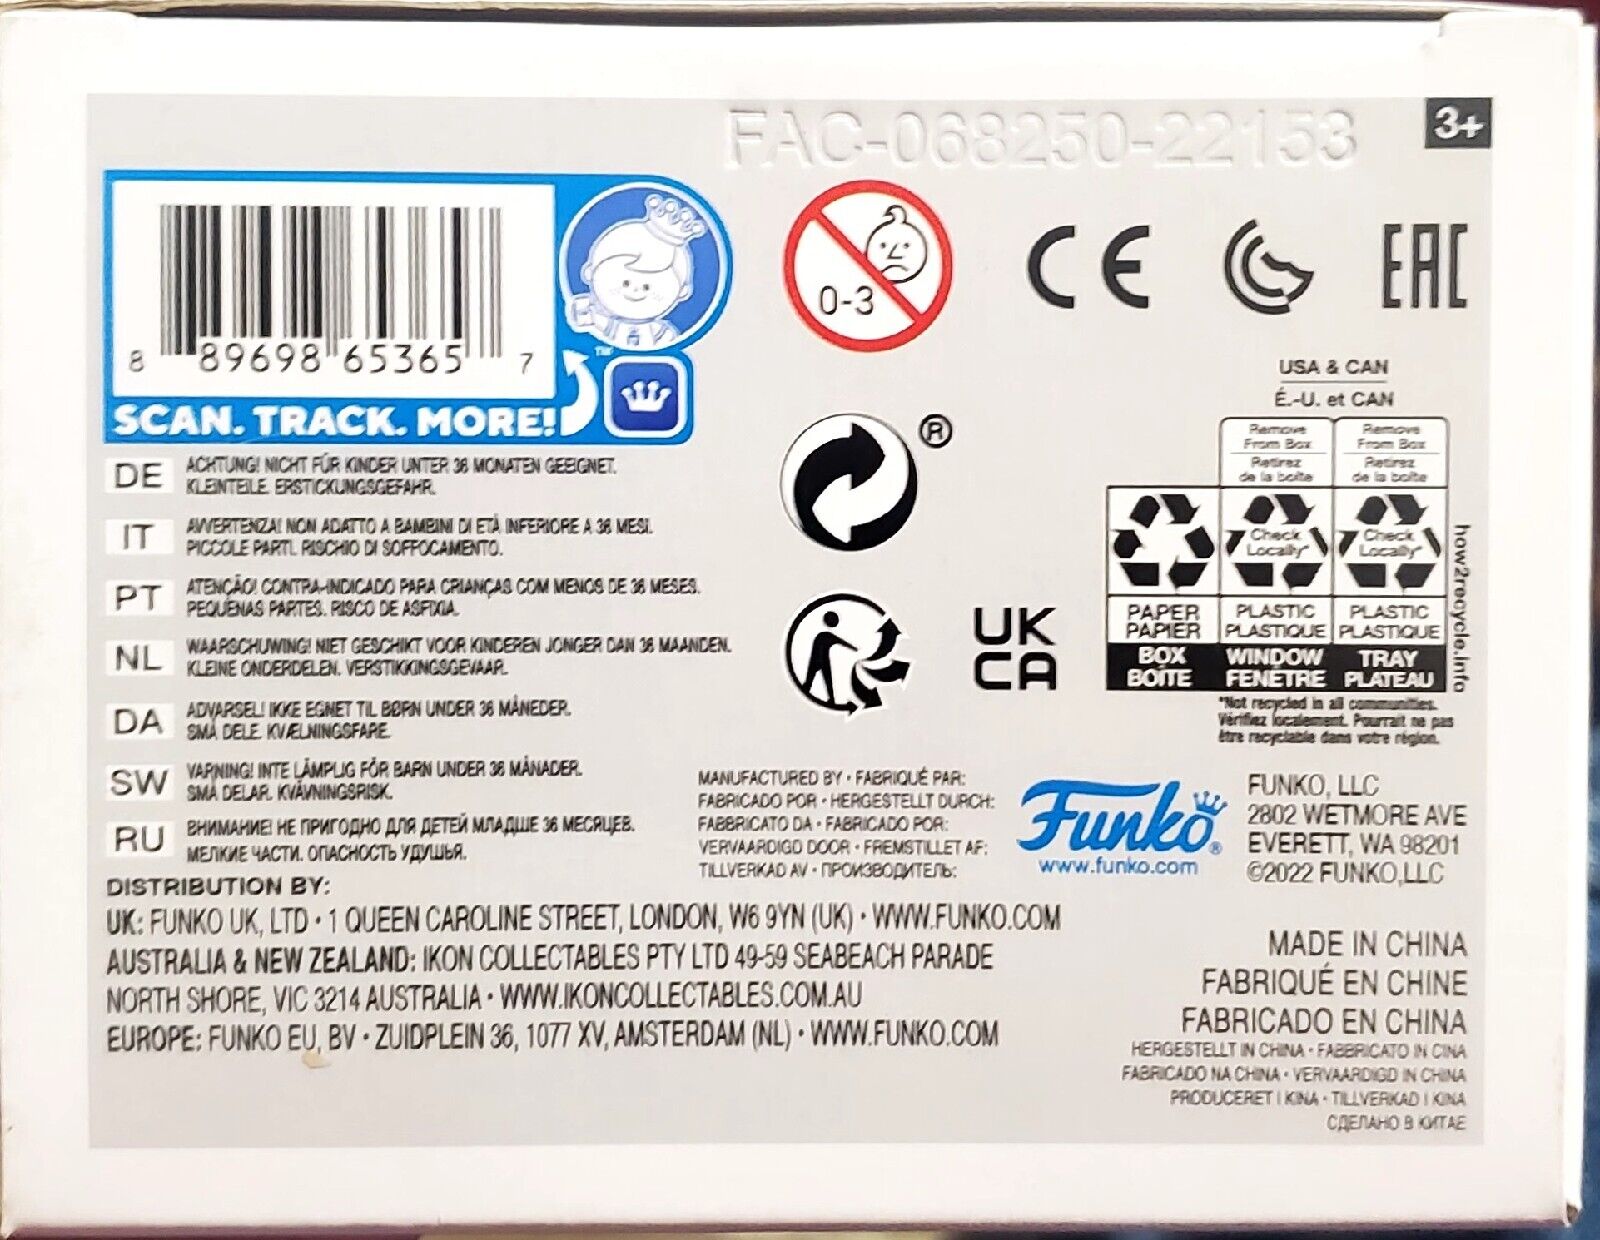 FAC-068250-22153
3+
8 89698 65365 7
SCAN. TRACK. MORE!
™
0-3
CE
EAC
®
UK
CA
USA & CAN
É.-U. et CAN
Remove From Box
Retirez de la boîte
Remove From Box
Retirez de la boîte
Check Locally*
Check Locally*
PAPER
PAPIER
PLASTIC
PLASTIQUE
PLASTIC
PLASTIQUE
BOX
BOÎTE
WINDOW
FENÊTRE
TRAY
PLATEAU
how2recycle.info
*Not recycled in all communities.
Vérifiez localement. Pourrait ne pas
être recyclable dans votre région.
DE ACHTUNG! NICHT FÜR KINDER UNTER 36 MONATEN GEEIGNET.
KLEINTEILE. ERSTICKUNGSGEFAHR.
IT AVVERTENZA! NON ADATTO A BAMBINI DI ETÀ INFERIORE A 36 MESI.
PICCOLE PARTI. RISCHIO DI SOFFOCAMENTO.
PT ATENÇÃO! CONTRA-INDICADO PARA CRIANÇAS COM MENOS DE 36 MESES.
PEQUENAS PARTES. RISCO DE ASFIXIA.
NL WAARSCHUWING! NIET GESCHIKT VOOR KINDEREN JONGER DAN 36 MAANDEN.
KLEINE ONDERDELEN. VERSTIKKINGSGEVAAR.
DA ADVARSEL! IKKE EGNET TIL BØRN UNDER 36 MÅNEDER.
SMÅ DELE. KVÆLNINGSFARE.
SW VARNING! INTE LÄMPLIG FÖR BARN UNDER 36 MÅNADER.
SMÅ DELAR. KVÄVNINGSRISK.
RU ВНИМАНИЕ! НЕ ПРИГОДНО ДЛЯ ДЕТЕЙ МЛАДШЕ 36 МЕСЯЦЕВ.
МЕЛКИЕ ЧАСТИ. ОПАСНОСТЬ УДУШЬЯ.
MANUFACTURED BY • FABRIQUÉ PAR:
FABRICADO POR • HERGESTELLT DURCH:
FABBRICATO DA • FABRICADO POR:
VERVAARDIGD DOOR • FREMSTILLET AF:
TILLVERKAD AV • ПРОИЗВОДИТЕЛЬ:
Funko®
www.funko.com
FUNKO, LLC
2802 WETMORE AVE
EVERETT, WA 98201
©2022 FUNKO,LLC
DISTRIBUTION BY:
UK: FUNKO UK, LTD • 1 QUEEN CAROLINE STREET, LONDON, W6 9YN (UK) • WWW.FUNKO.COM
AUSTRALIA & NEW ZEALAND: IKON COLLECTABLES PTY LTD 49-59 SEABEACH PARADE
NORTH SHORE, VIC 3214 AUSTRALIA • WWW.IKONCOLLECTABLES.COM.AU
EUROPE: FUNKO EU, BV • ZUIDPLEIN 36, 1077 XV, AMSTERDAM (NL) • WWW.FUNKO.COM
MADE IN CHINA
FABRIQUÉ EN CHINE
FABRICADO EN CHINA
HERGESTELLT IN CHINA • FABBRICATO IN CINA
FABRICADO NA CHINA • VERVAARDIGD IN CHINA
PRODUCERET I KINA • TILLVERKAD I KINA
СДЕЛАНО В КИТАЕ